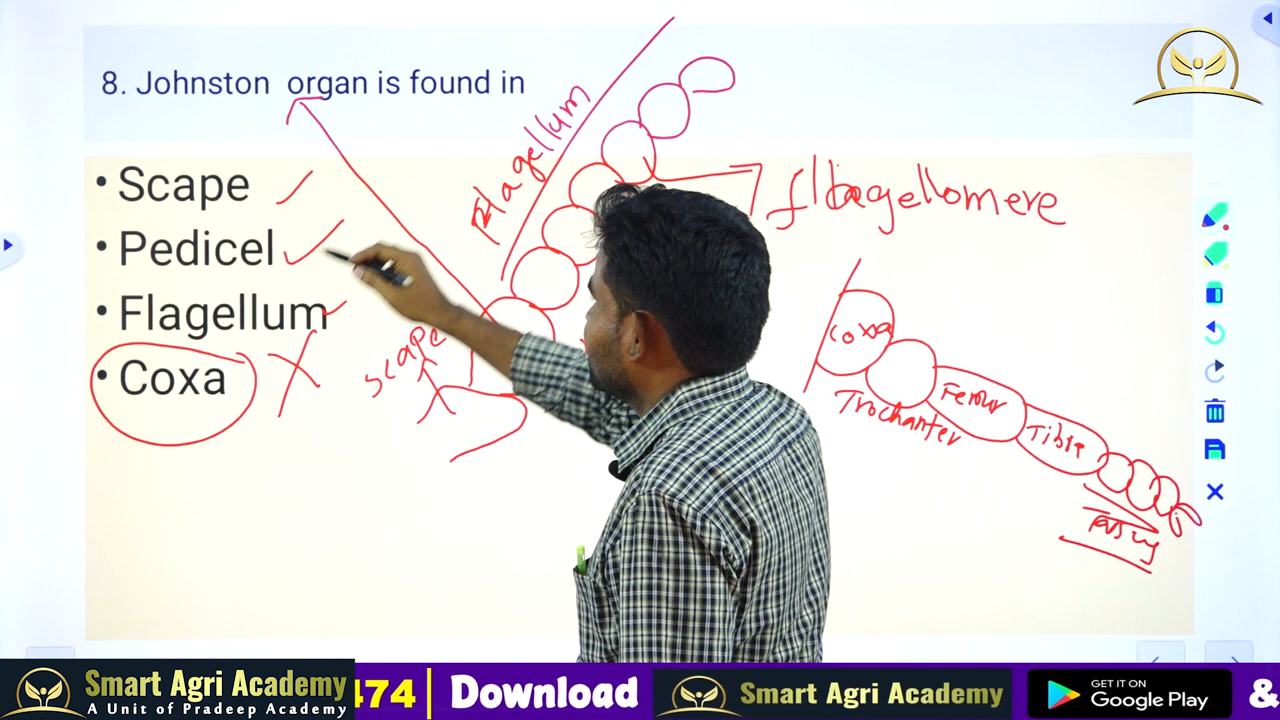 8. Johnston organ is found in
• Scape
• Pedicel
• Flagellum
• Coxa
Flagellum
flagellomere
scape
Coxa
Trochanter
Femur
Tibia
Smart Agri Academy
A Unit of Pradeep Academy
474
Download
Smart Agri Academy
GET IT ON
Google Play
&